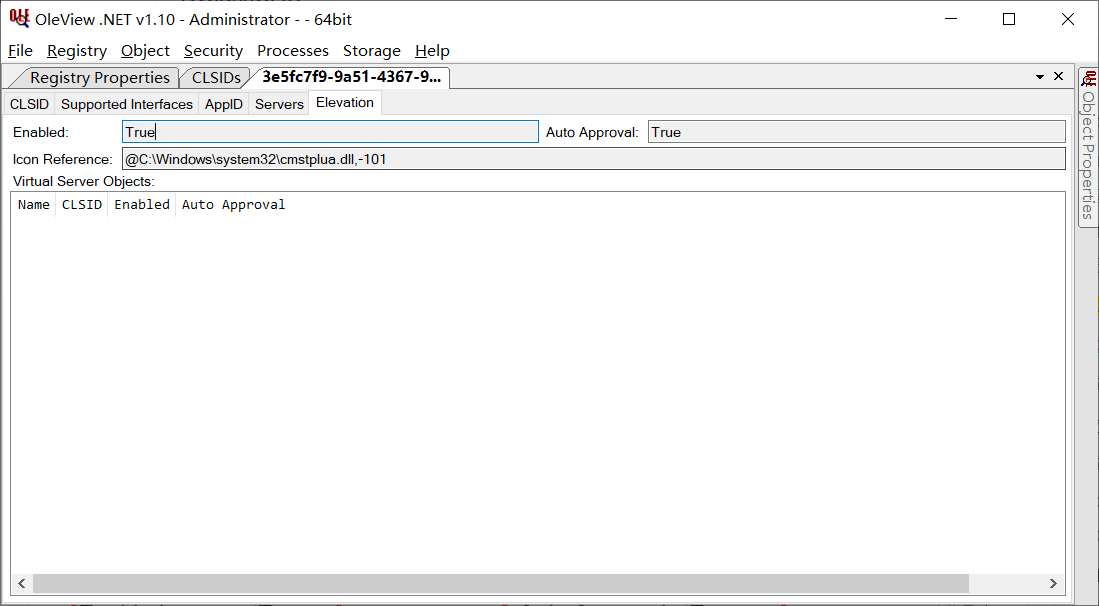 OleView .NET v1.10 - Administrator - - 64bit
File Registry Object Security Processes Storage Help
Registry Properties CLSIDs 3e5fc7f9-9a51-4367-9...
CLSID Supported Interfaces AppID Servers Elevation
Enabled: True Auto Approval: True
Icon Reference: @C:\Windows\system32\cmstplua.dll,-101
Virtual Server Objects:
Name CLSID Enabled Auto Approval
Object Properties